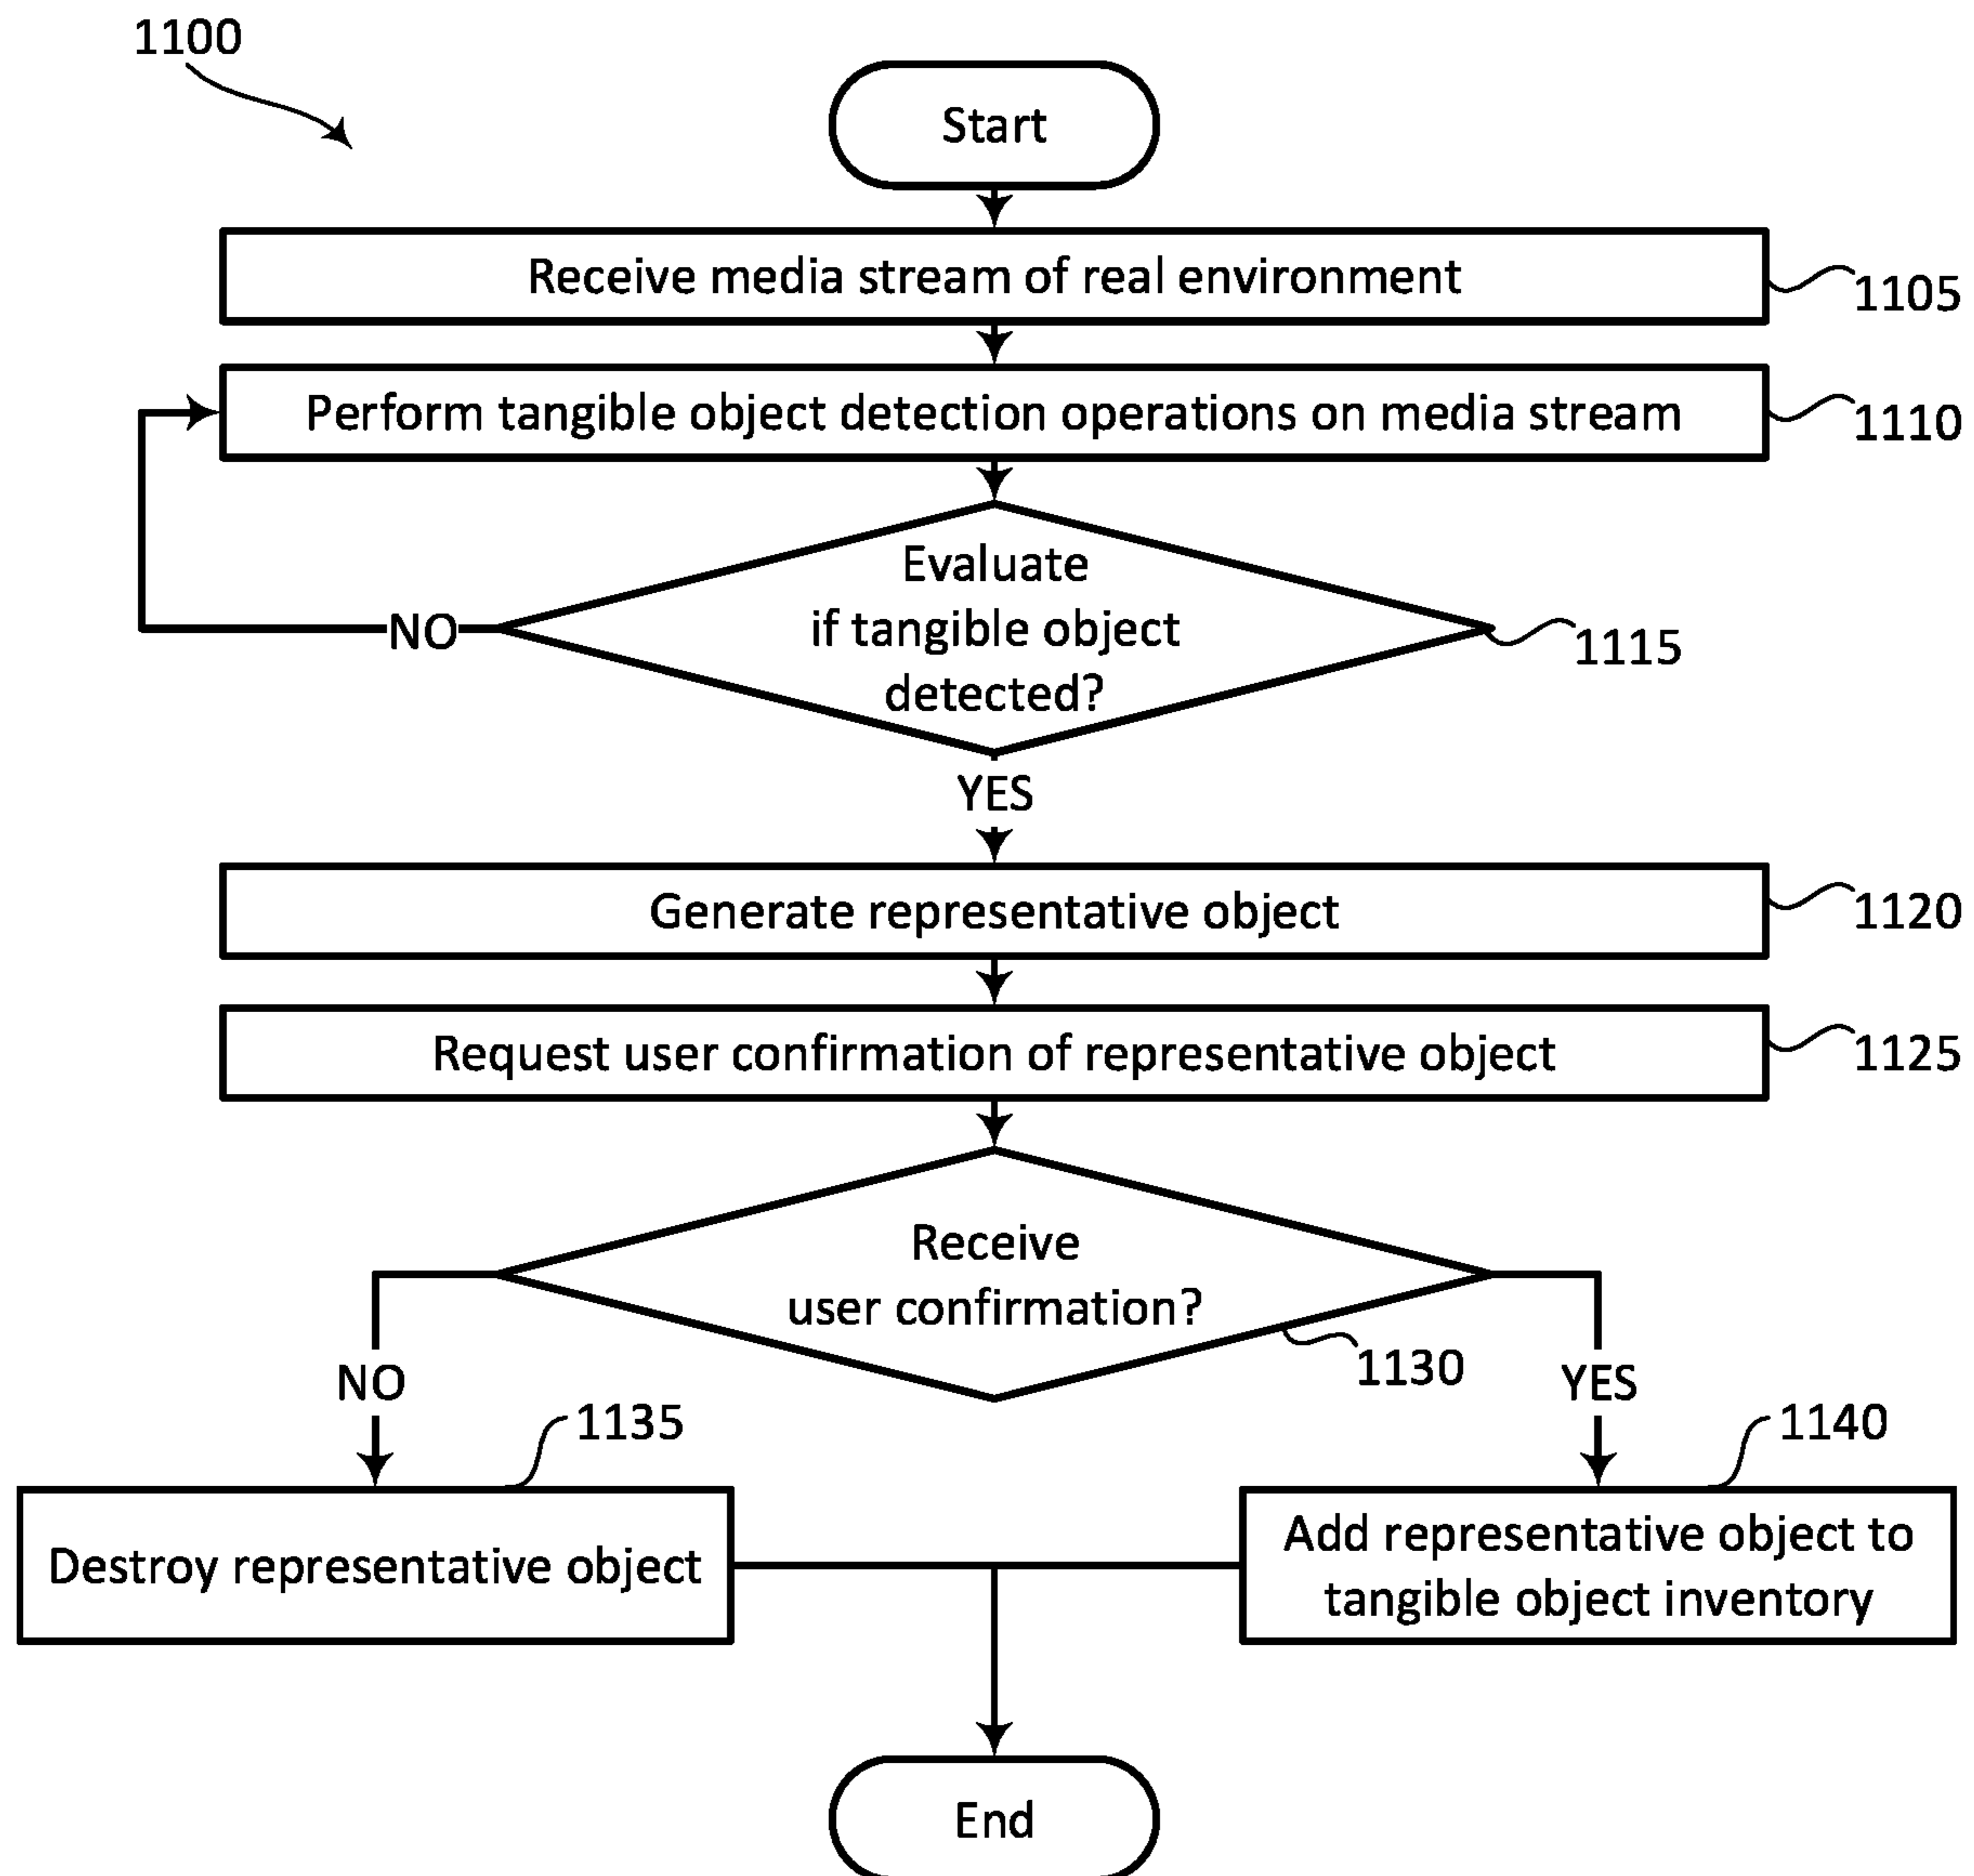 1100
Start
Receive media stream of real environment
1105
Perform tangible object detection operations on media stream
1110
Evaluate
if tangible object
detected?
NO
1115
YES
Generate representative object
1120
Request user confirmation of representative object
1125
Receive
user confirmation?
1130
NO
YES
1135
1140
Destroy representative object
Add representative object to
tangible object inventory
End